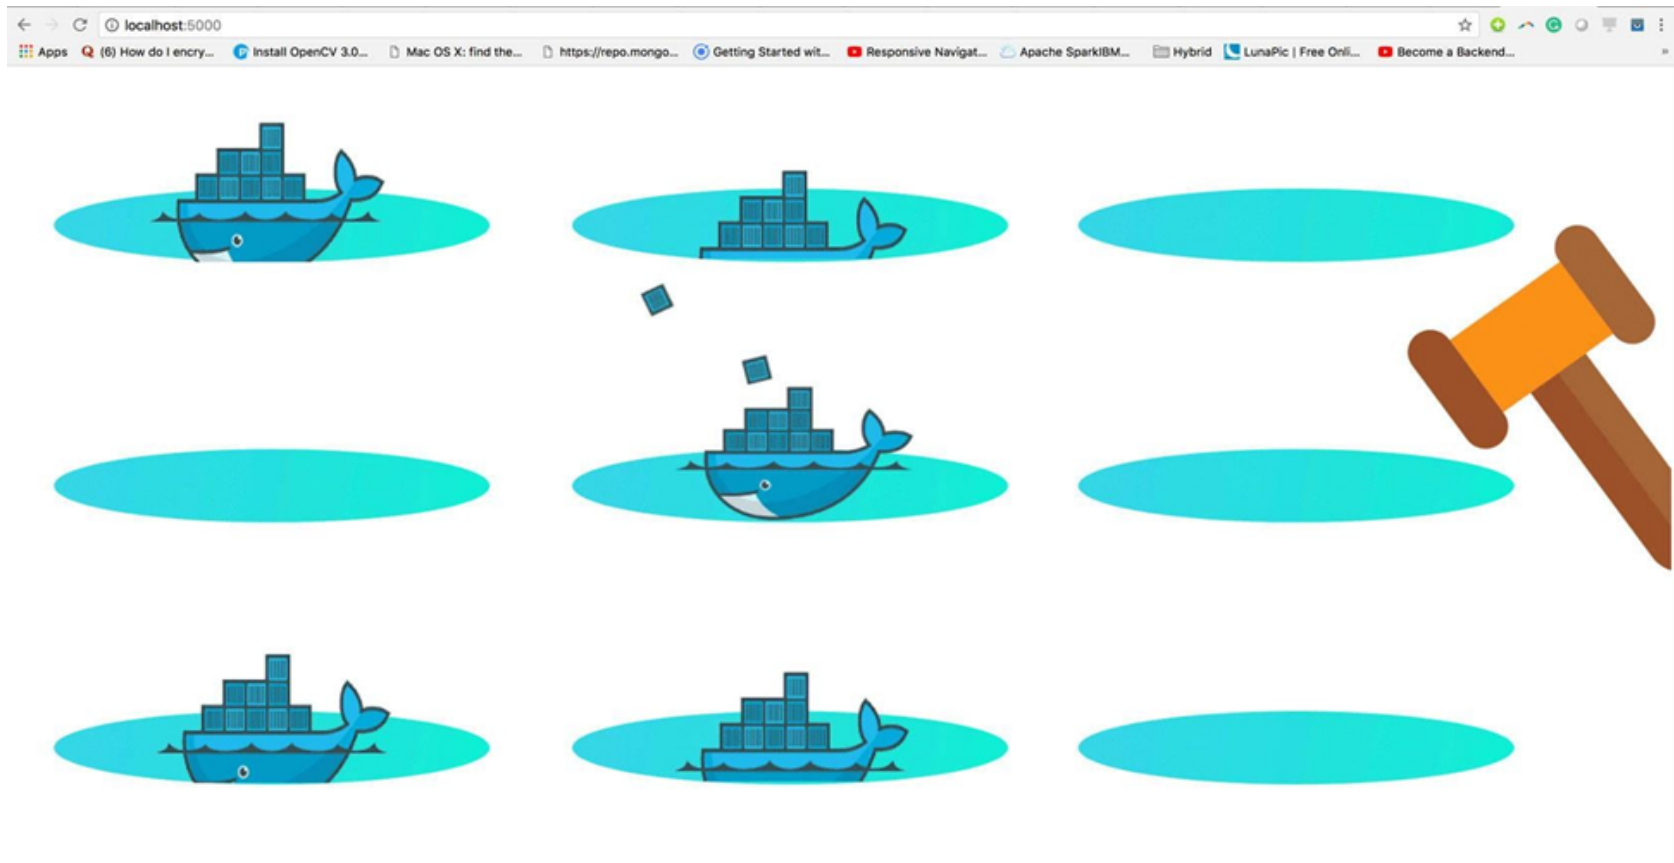 localhost:5000
Apps (6) How do I encry... Install OpenCV 3.0... Mac OS X: find the... https://repo.mongo... Getting Started wit... Responsive Navigat... Apache SparkIBM... Hybrid LunaPic | Free Onli... Become a Backend... »